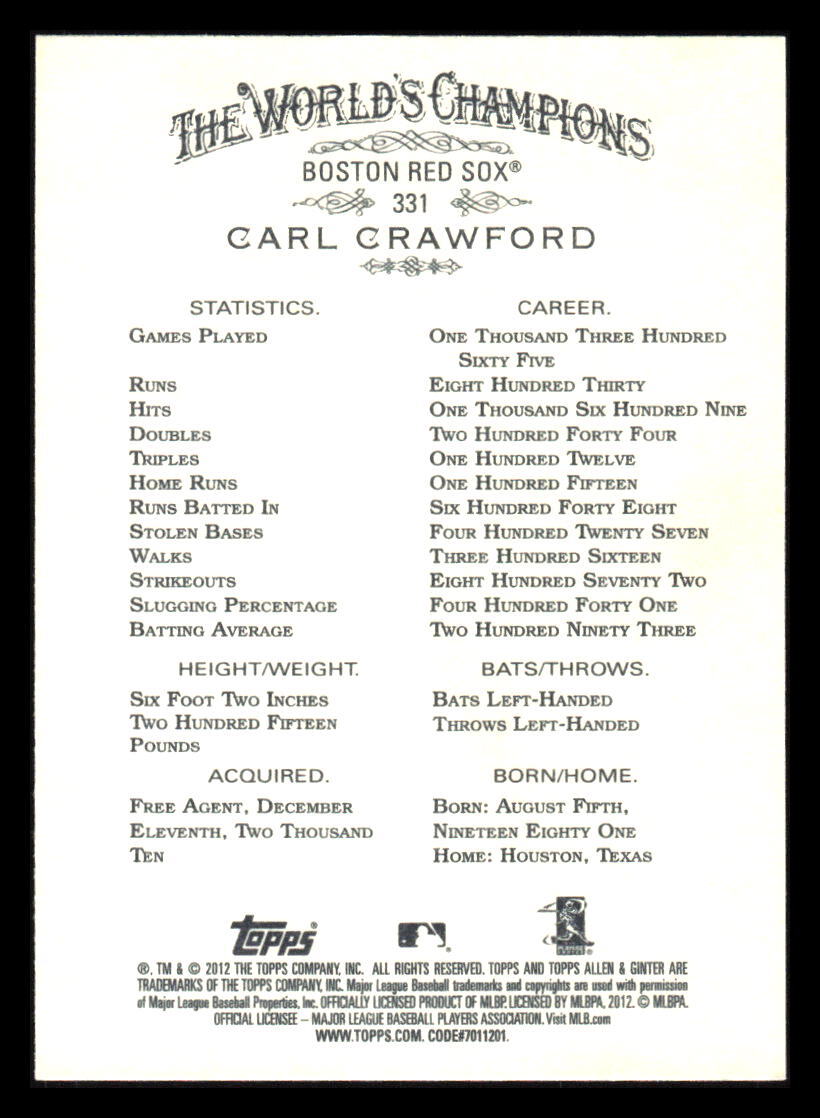 THE WORLD'S CHAMPIONS
BOSTON RED SOX®
331
CARL CRAWFORD
STATISTICS. CAREER.
GAMES PLAYED ONE THOUSAND THREE HUNDRED
SIXTY FIVE
RUNS EIGHT HUNDRED THIRTY
HITS ONE THOUSAND SIX HUNDRED NINE
DOUBLES TWO HUNDRED FORTY FOUR
TRIPLES ONE HUNDRED TWELVE
HOME RUNS ONE HUNDRED FIFTEEN
RUNS BATTED IN SIX HUNDRED FORTY EIGHT
STOLEN BASES FOUR HUNDRED TWENTY SEVEN
WALKS THREE HUNDRED SIXTEEN
STRIKEOUTS EIGHT HUNDRED SEVENTY TWO
SLUGGING PERCENTAGE FOUR HUNDRED FORTY ONE
BATTING AVERAGE TWO HUNDRED NINETY THREE
HEIGHT/WEIGHT.
SIX FOOT TWO INCHES
TWO HUNDRED FIFTEEN
POUNDS
BATS/THROWS.
BATS LEFT-HANDED
THROWS LEFT-HANDED
ACQUIRED.
FREE AGENT, DECEMBER
ELEVENTH, TWO THOUSAND
TEN
BORN/HOME.
BORN: AUGUST FIFTH,
NINETEEN EIGHTY ONE
HOME: HOUSTON, TEXAS
Topps®
®, TM & © 2012 THE TOPPS COMPANY, INC. ALL RIGHTS RESERVED. TOPPS AND TOPPS ALLEN & GINTER ARE
TRADEMARKS OF THE TOPPS COMPANY, INC. Major League Baseball trademarks and copyrights are used with permission
of Major League Baseball Properties, Inc. OFFICIALLY LICENSED PRODUCT OF MLBP. LICENSED BY MLBPA, 2012. © MLBPA.
OFFICIAL LICENSEE – MAJOR LEAGUE BASEBALL PLAYERS ASSOCIATION. Visit MLB.com
WWW.TOPPS.COM. CODE#7011201.